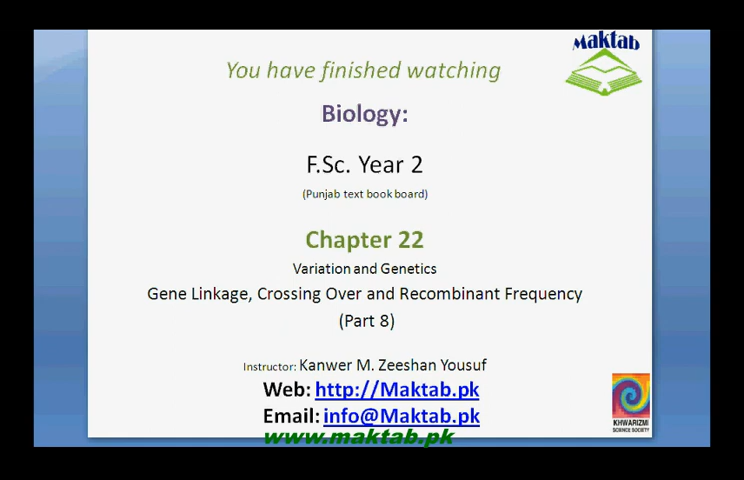 Maktab
You have finished watching
Biology:
F.Sc. Year 2
(Punjab text book board)
Chapter 22
Variation and Genetics
Gene Linkage, Crossing Over and Recombinant Frequency
(Part 8)
Instructor: Kanwer M. Zeeshan Yousuf
Web: http://Maktab.pk
Email: info@Maktab.pk
www.maktab.pk
KHWARIZMI
SCIENCE SOCIETY